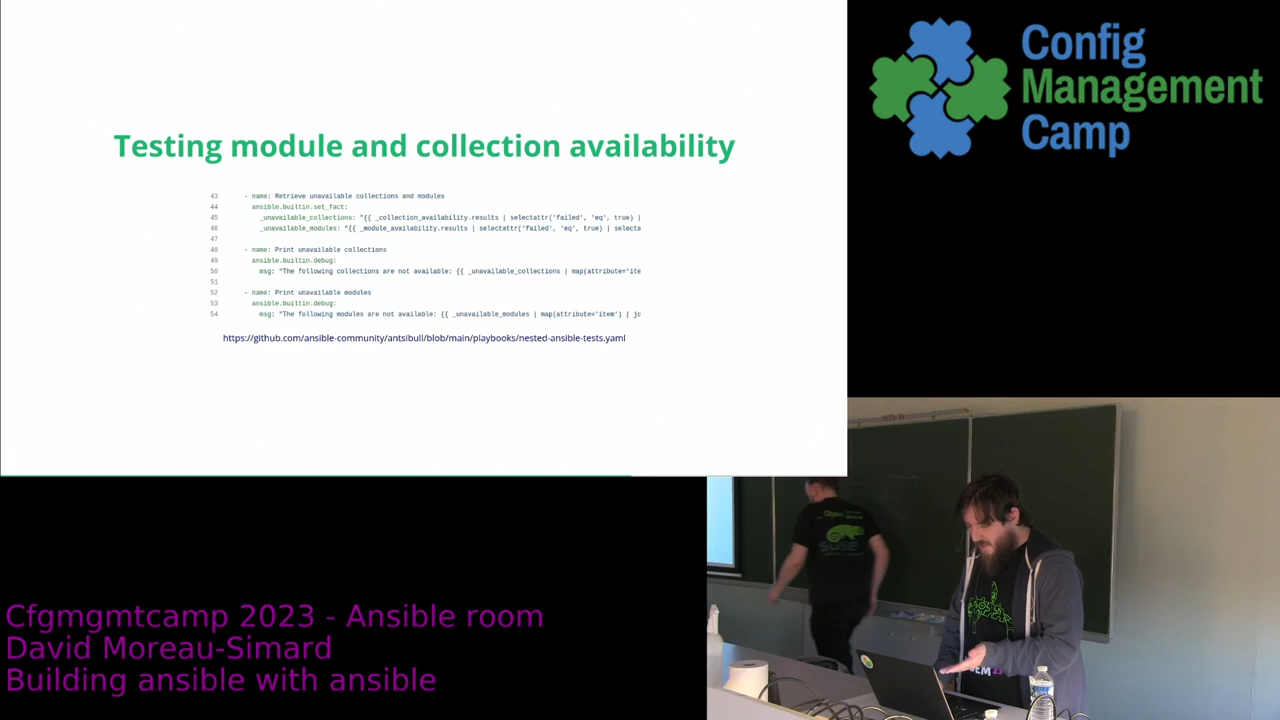 Testing module and collection availability
43 - name: Retrieve unavailable collections and modules
44 ansible.builtin.set_fact:
45 _unavailable_collections: "{{ _collection_availability.results | selectattr('failed', 'eq', true) |
46 _unavailable_modules: "{{ _module_availability.results | selectattr('failed', 'eq', true) | selecta
47
48 - name: Print unavailable collections
49 ansible.builtin.debug:
50 msg: "The following collections are not available: {{ _unavailable_collections | map(attribute='ite
51
52 - name: Print unavailable modules
53 ansible.builtin.debug:
54 msg: "The following modules are not available: {{ _unavailable_modules | map(attribute='item') | jo
https://github.com/ansible-community/antsibull/blob/main/playbooks/nested-ansible-tests.yaml
Config
Management
Camp
Open
SUSE
Cfgmgmtcamp 2023 - Ansible room
David Moreau-Simard
Building ansible with ansible